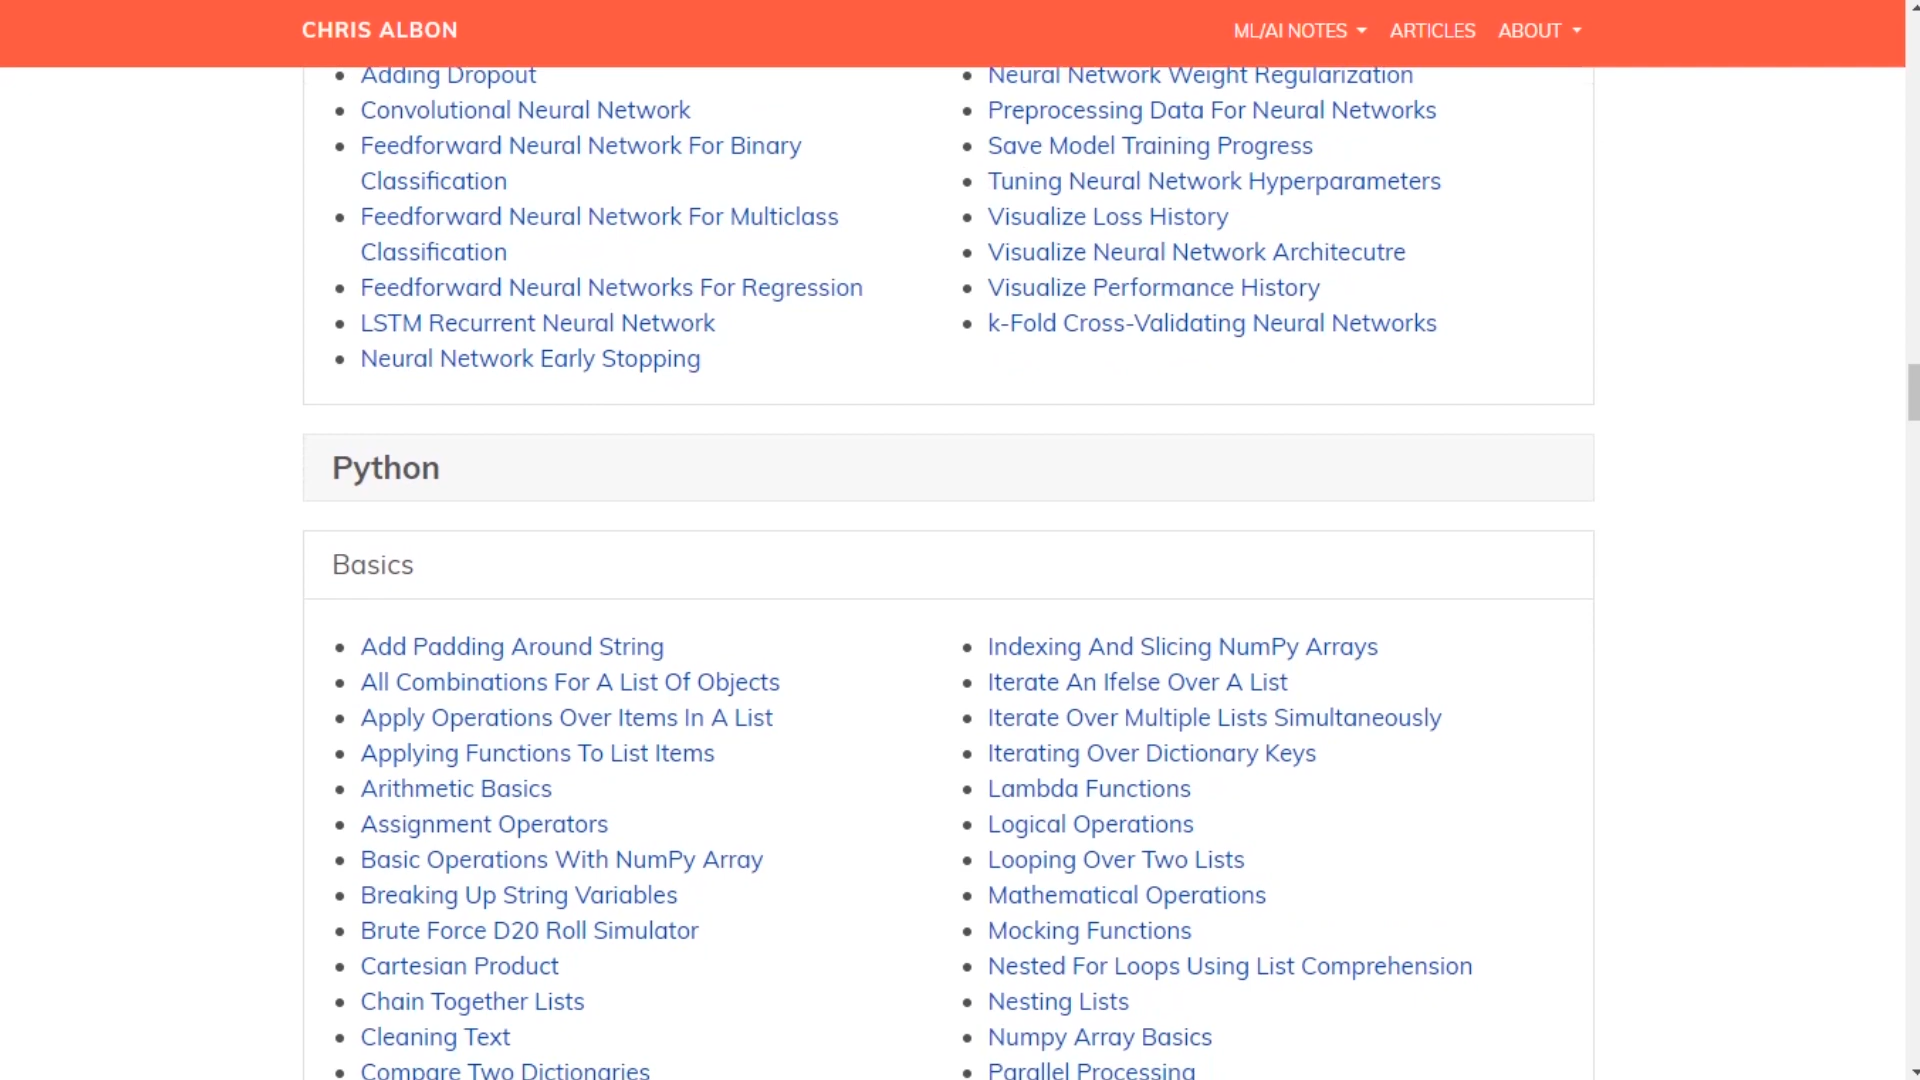 CHRIS ALBON
ML/AI NOTES
ARTICLES
ABOUT
Adding Dropout
Convolutional Neural Network
Feedforward Neural Network For Binary
Classification
Feedforward Neural Network For Multiclass
Classification
Feedforward Neural Networks For Regression
LSTM Recurrent Neural Network
Neural Network Early Stopping
Neural Network Weight Regularization
Preprocessing Data For Neural Networks
Save Model Training Progress
Tuning Neural Network Hyperparameters
Visualize Loss History
Visualize Neural Network Architecutre
Visualize Performance History
k-Fold Cross-Validating Neural Networks
Python
Basics
Add Padding Around String
All Combinations For A List Of Objects
Apply Operations Over Items In A List
Applying Functions To List Items
Arithmetic Basics
Assignment Operators
Basic Operations With NumPy Array
Breaking Up String Variables
Brute Force D20 Roll Simulator
Cartesian Product
Chain Together Lists
Cleaning Text
Compare Two Dictionaries
Indexing And Slicing NumPy Arrays
Iterate An Ifelse Over A List
Iterate Over Multiple Lists Simultaneously
Iterating Over Dictionary Keys
Lambda Functions
Logical Operations
Looping Over Two Lists
Mathematical Operations
Mocking Functions
Nested For Loops Using List Comprehension
Nesting Lists
Numpy Array Basics
Parallel Processing